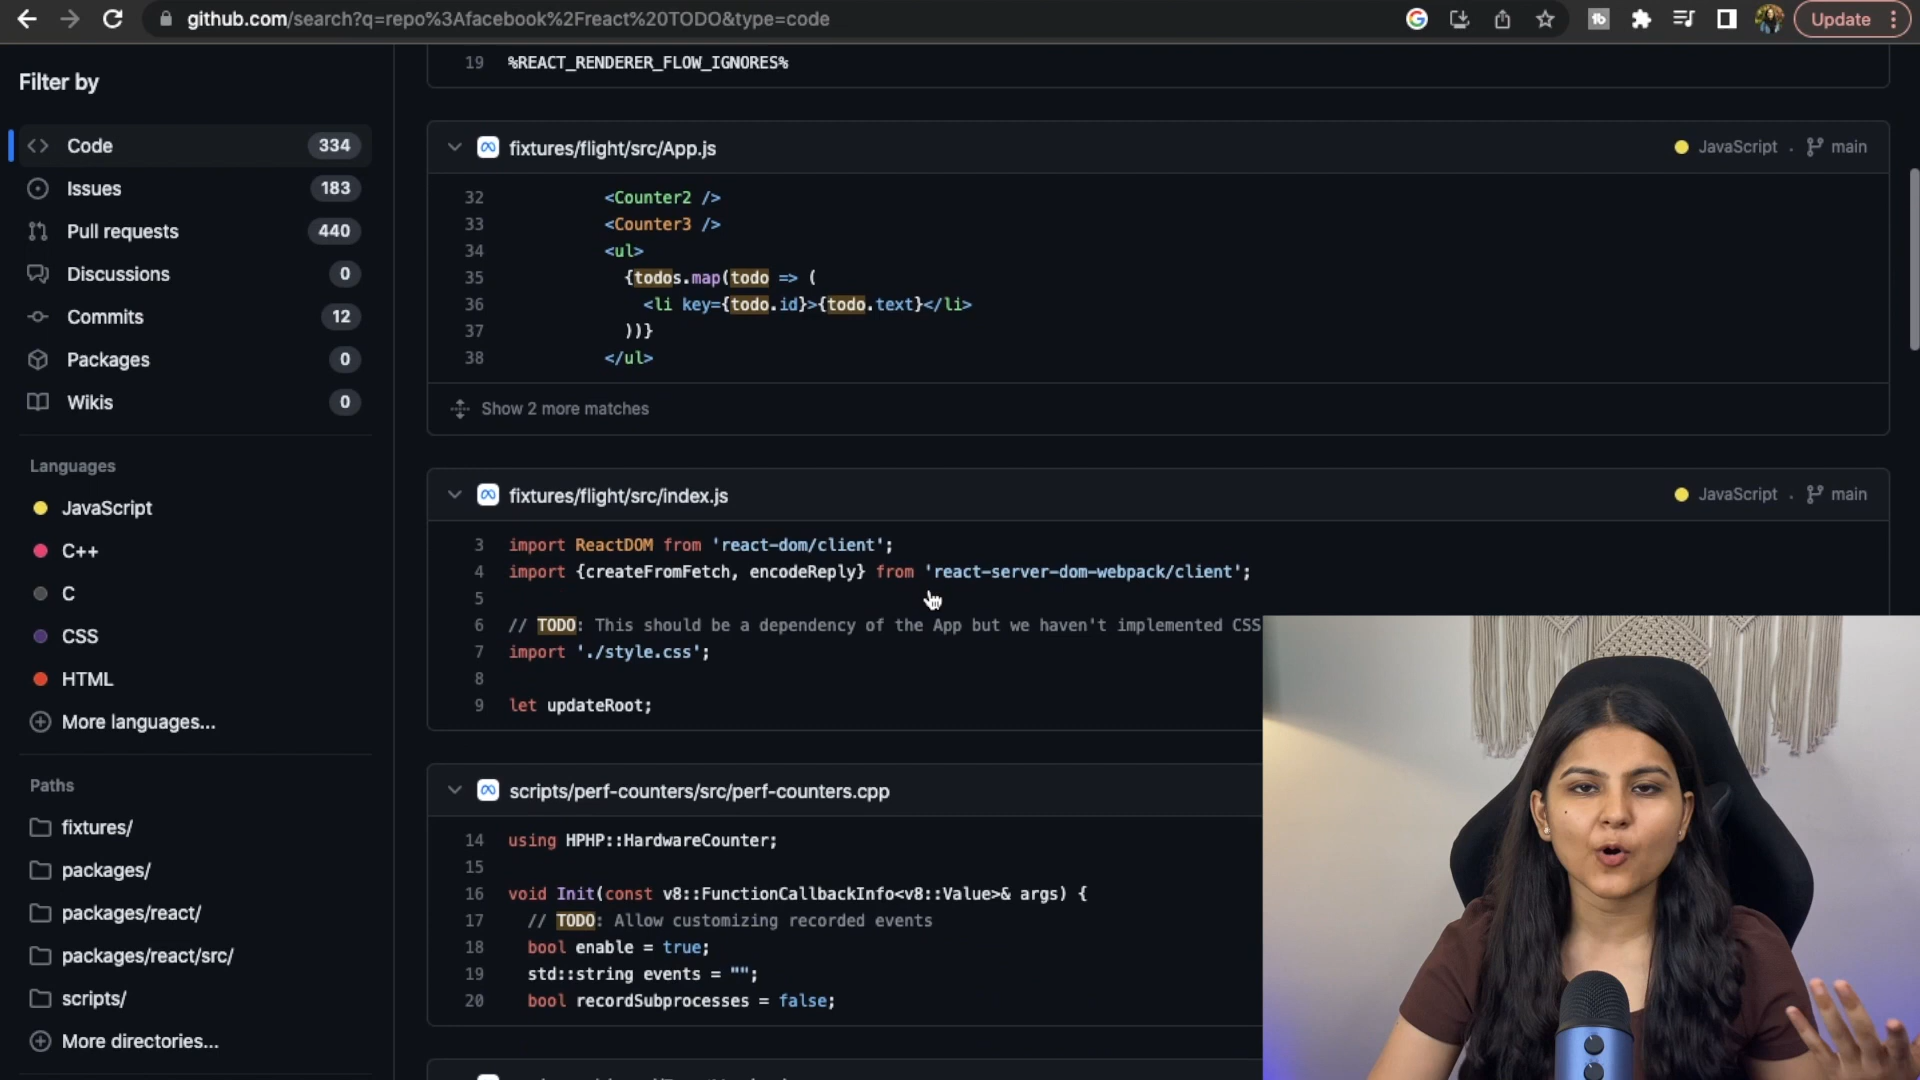 github.com/search?q=repo%3Afacebook%2Freact%20TODO&type=code
Update
Filter by
Code 334
Issues 183
Pull requests 440
Discussions 0
Commits 12
Packages 0
Wikis 0
Languages
JavaScript
C++
C
CSS
HTML
More languages...
Paths
fixtures/
packages/
packages/react/
packages/react/src/
scripts/
More directories...
19 %REACT_RENDERER_FLOW_IGNORES%
fixtures/flight/src/App.js JavaScript . main
32 <Counter2 />
33 <Counter3 />
34 <ul>
35 {todos.map(todo => (
36 <li key={todo.id}>{todo.text}</li>
37 ))}
38 </ul>
Show 2 more matches
fixtures/flight/src/index.js JavaScript . main
3 import ReactDOM from 'react-dom/client';
4 import {createFromFetch, encodeReply} from 'react-server-dom-webpack/client';
5
6 // TODO: This should be a dependency of the App but we haven't implemented CSS
7 import './style.css';
8
9 let updateRoot;
scripts/perf-counters/src/perf-counters.cpp
14 using HPHP::HardwareCounter;
15
16 void Init(const v8::FunctionCallbackInfo<v8::Value>& args) {
17 // TODO: Allow customizing recorded events
18 bool enable = true;
19 std::string events = "";
20 bool recordSubprocesses = false;